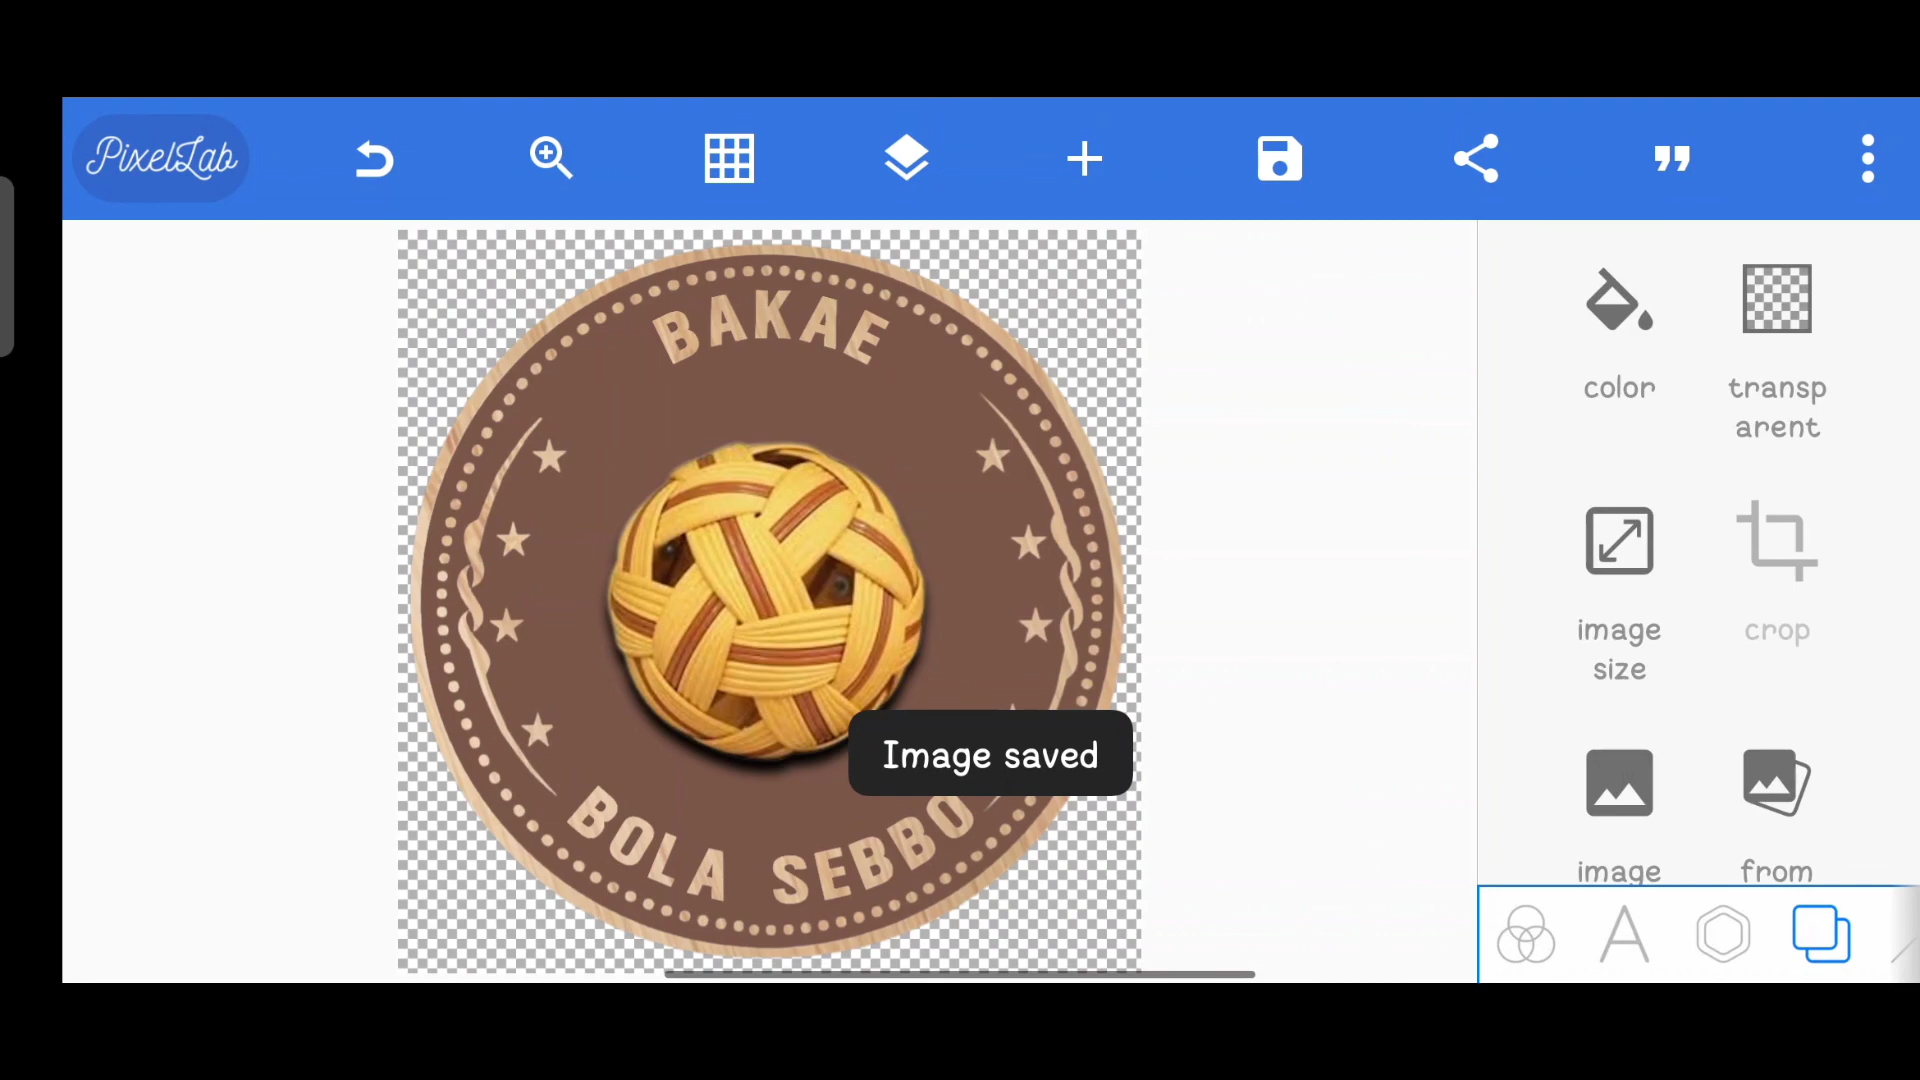 PixelLab
BAKAE
BOLA SEBBO
Image saved
color
transp
arent
image
size
crop
image
from